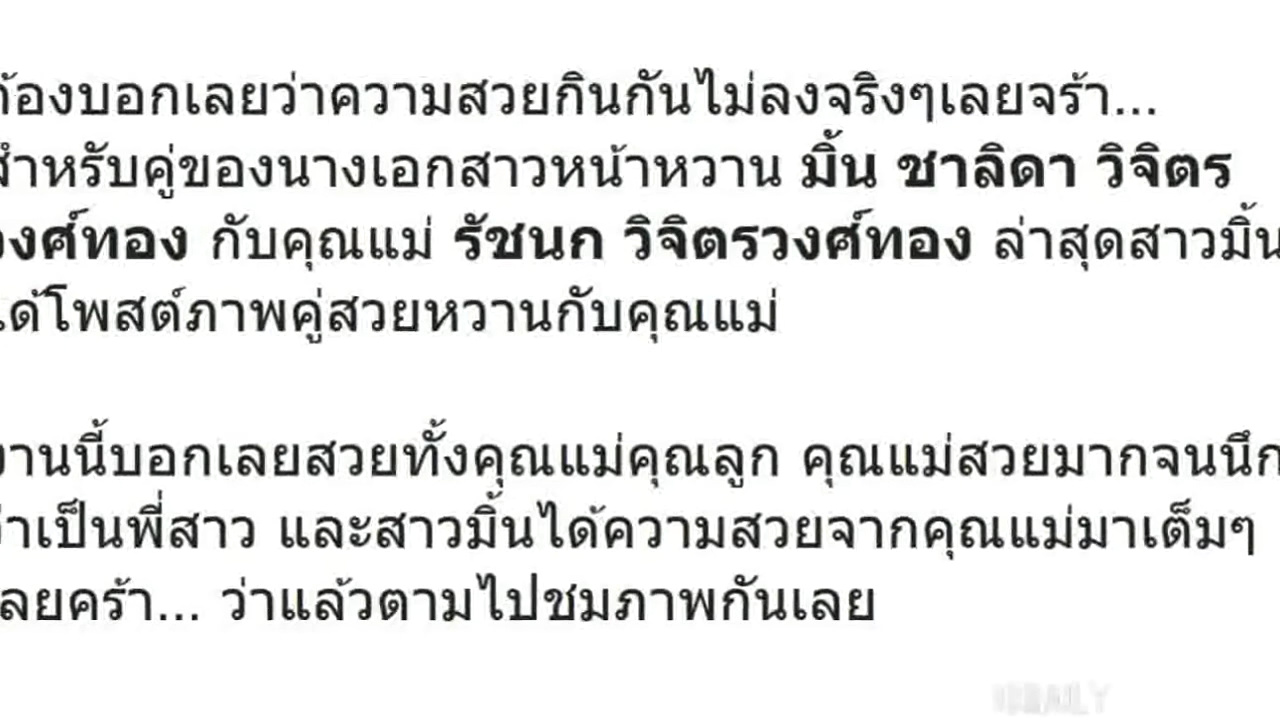 ต้องบอกเลยว่าความสวยกินกันไม่ลงจริงๆเลยจร้า...
สำหรับคู่ของนางเอกสาวหน้าหวาน มิ้น ชาลิดา วิจิตร
วงศ์ทอง กับคุณแม่ รัชนก วิจิตรวงศ์ทอง ล่าสุดสาวมิ้น
ได้โพสต์ภาพคู่สวยหวานกับคุณแม่
งานนี้บอกเลยสวยทั้งคุณแม่คุณลูก คุณแม่สวยมากจนนึก
ว่าเป็นพี่สาว และสาวมิ้นได้ความสวยจากคุณแม่มาเต็มๆ
เลยคร้า... ว่าแล้วตามไปชมภาพกันเลย